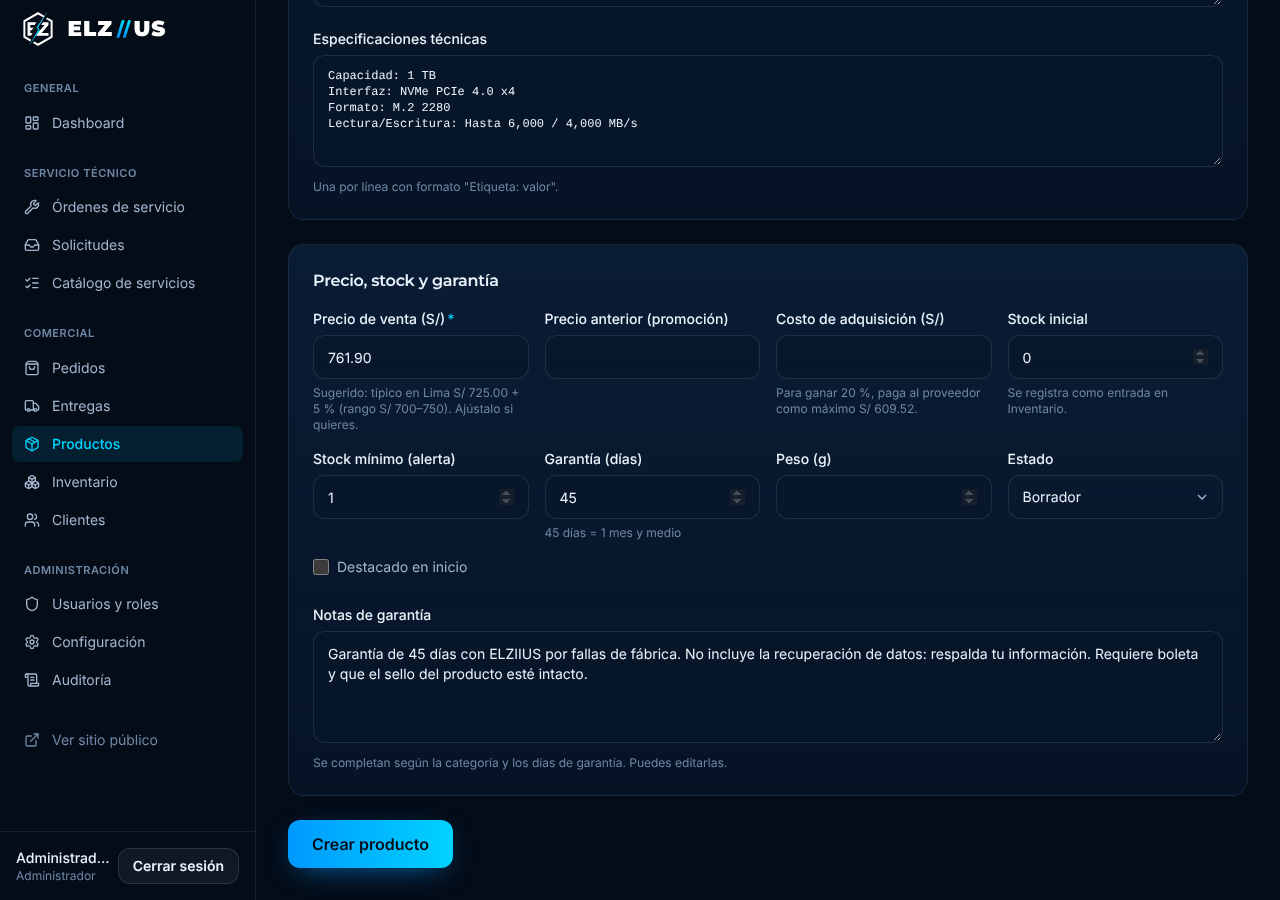 EZ ELZ//US
GENERAL
Dashboard
SERVICIO TÉCNICO
Órdenes de servicio
Solicitudes
Catálogo de servicios
COMERCIAL
Pedidos
Entregas
Productos
Inventario
Clientes
ADMINISTRACIÓN
Usuarios y roles
Configuración
Auditoría
Ver sitio público
Administrad...
Administrador
Cerrar sesión
Especificaciones técnicas
Capacidad: 1 TB
Interfaz: NVMe PCIe 4.0 x4
Formato: M.2 2280
Lectura/Escritura: Hasta 6,000 / 4,000 MB/s
Una por línea con formato "Etiqueta: valor".
Precio, stock y garantía
Precio de venta (S/) *
761.90
Sugerido: típico en Lima S/ 725.00 +
5 % (rango S/ 700–750). Ajústalo si
quieres.
Precio anterior (promoción)
Costo de adquisición (S/)
Para ganar 20 %, paga al proveedor
como máximo S/ 609.52.
Stock inicial
0
Se registra como entrada en
Inventario.
Stock mínimo (alerta)
1
Garantía (días)
45
45 días = 1 mes y medio
Peso (g)
Estado
Borrador
Destacado en inicio
Notas de garantía
Garantía de 45 días con ELZIIUS por fallas de fábrica. No incluye la recuperación de datos: respalda tu información. Requiere boleta
y que el sello del producto esté intacto.
Se completan según la categoría y los días de garantía. Puedes editarlas.
Crear producto